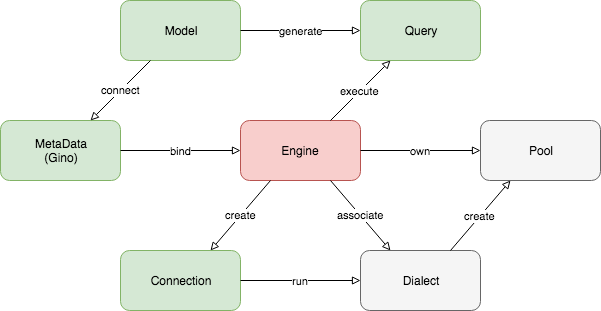 Model
generate
Query
connect
execute
MetaData
(Gino)
bind
Engine
own
Pool
create
associate
create
Connection
run
Dialect